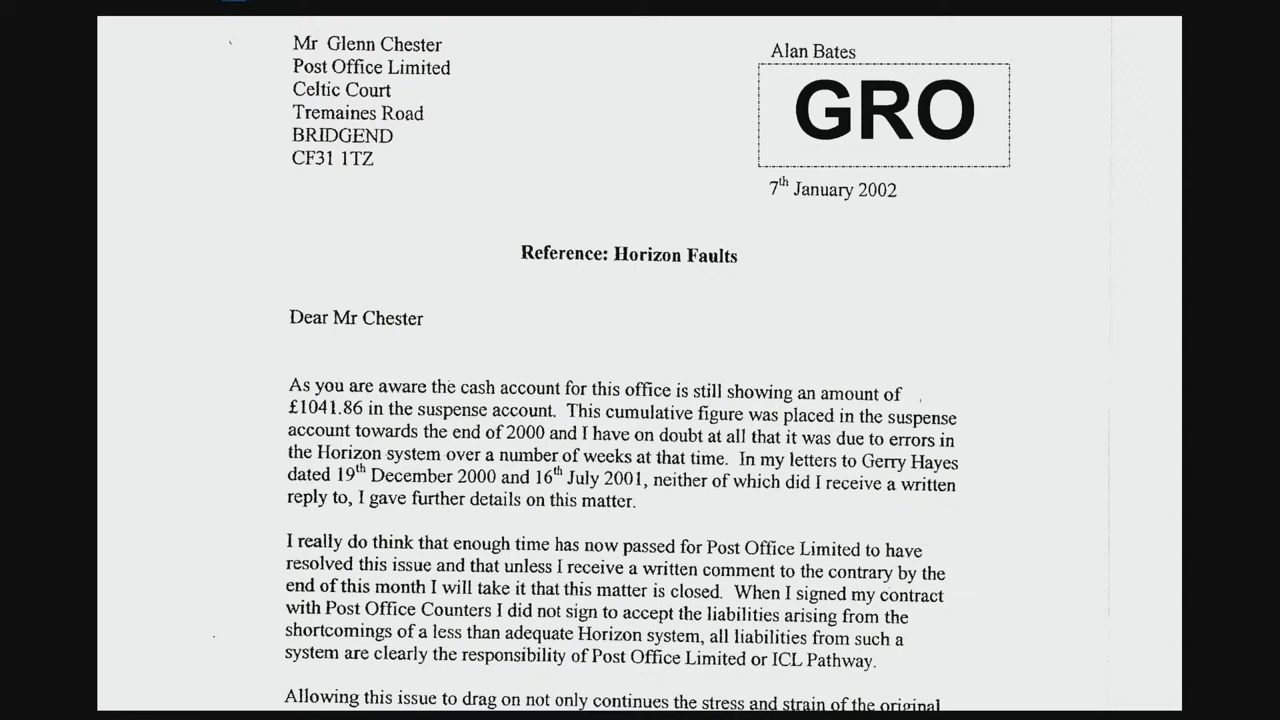 Mr Glenn Chester
Post Office Limited
Celtic Court
Tremaines Road
BRIDGEND
CF31 1TZ
Alan Bates
GRO
7th January 2002
Reference: Horizon Faults
Dear Mr Chester
As you are aware the cash account for this office is still showing an amount of
£1041.86 in the suspense account. This cumulative figure was placed in the suspense
account towards the end of 2000 and I have on doubt at all that it was due to errors in
the Horizon system over a number of weeks at that time. In my letters to Gerry Hayes
dated 19th December 2000 and 16th July 2001, neither of which did I receive a written
reply to, I gave further details on this matter.
I really do think that enough time has now passed for Post Office Limited to have
resolved this issue and that unless I receive a written comment to the contrary by the
end of this month I will take it that this matter is closed. When I signed my contract
with Post Office Counters I did not sign to accept the liabilities arising from the
shortcomings of a less than adequate Horizon system, all liabilities from such a
system are clearly the responsibility of Post Office Limited or ICL Pathway.
Allowing this issue to drag on not only continues the stress and strain of the original